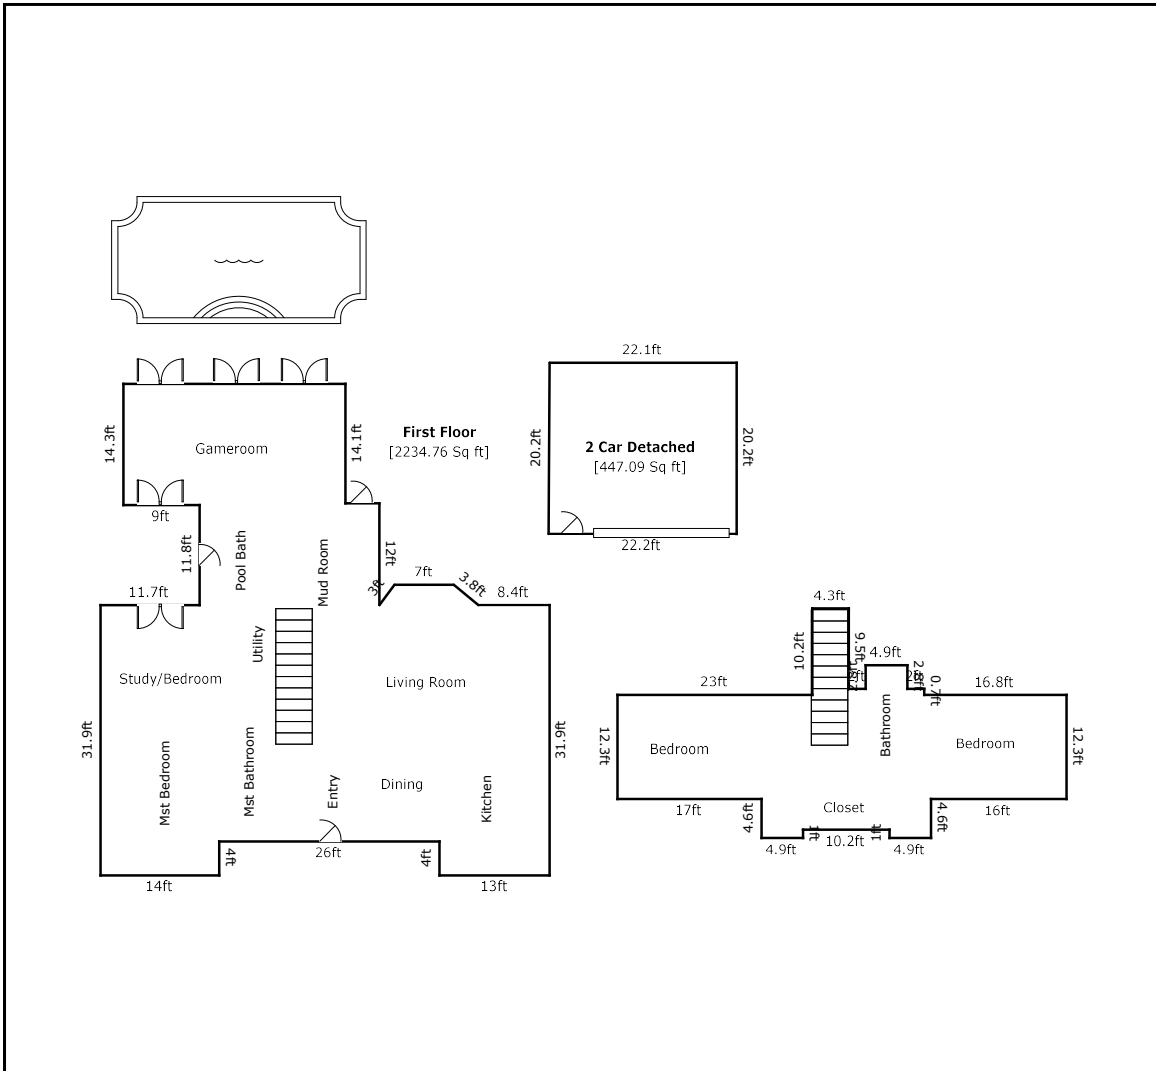 14.3ft
Gameroom
14.1ft
First Floor
[2234.76 Sq ft]
9ft
11.8ft
Pool Bath
Mud Room
12ft
3ft
7ft
3.8ft
8.4ft
11.7ft
Utility
Study/Bedroom
Living Room
31.9ft
31.9ft
Mst Bedroom
Mst Bathroom
Entry
Dining
Kitchen
4ft
26ft
4ft
14ft
13ft
22.1ft
20.2ft
2 Car Detached
[447.09 Sq ft]
20.2ft
22.2ft
4.3ft
10.2ft
9.5ft
4.9ft
0.7ft
23ft
16.8ft
12.3ft
Bedroom
Bathroom
Bedroom
12.3ft
17ft
4.6ft
Closet
4.6ft
16ft
1ft
10.2ft
1ft
4.9ft
4.9ft